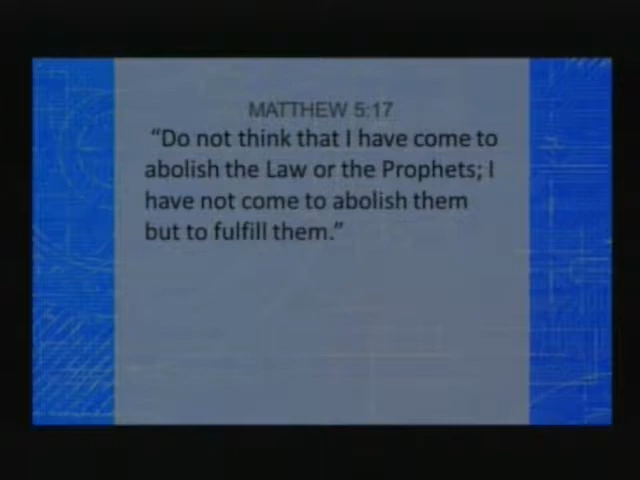 MATTHEW 5:17
“Do not think that I have come to
abolish the Law or the Prophets; I
have not come to abolish them
but to fulfill them.”